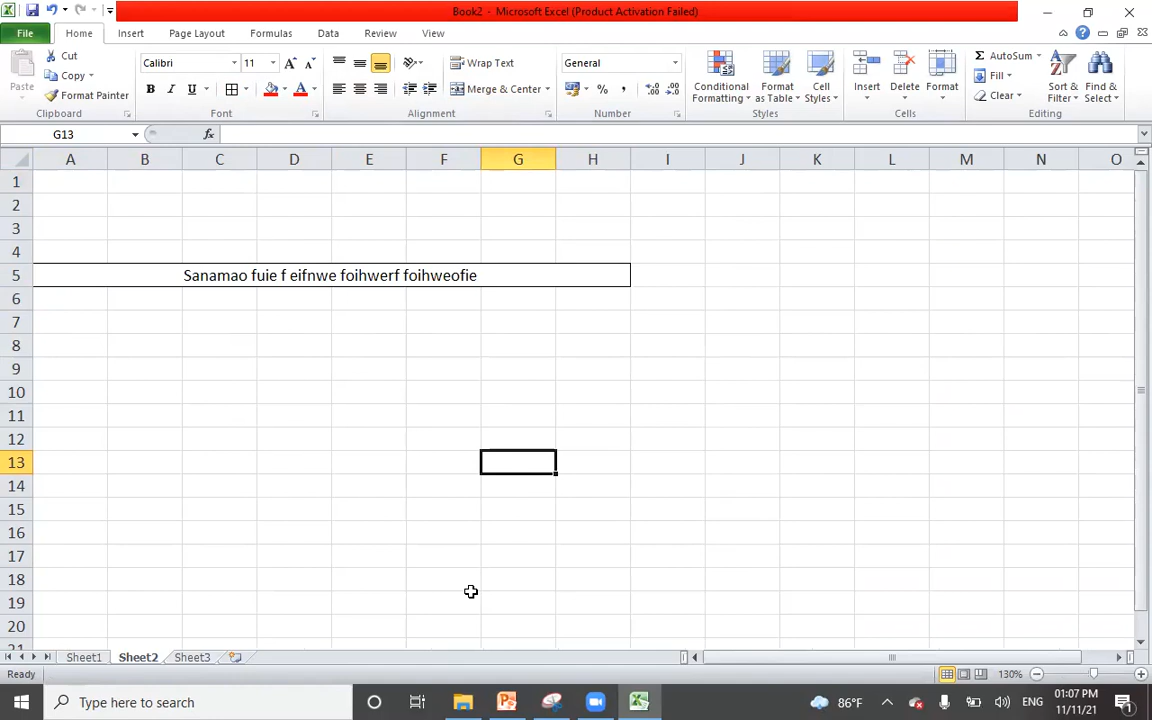 Book2 - Microsoft Excel (Product Activation Failed)
File Home Insert Page Layout Formulas Data Review View
Paste
Cut
Copy
Format Painter
Clipboard
Calibri 11
B I U
Font
Wrap Text
Merge & Center
Alignment
General
% ,
Number
Conditional Formatting
Format as Table
Cell Styles
Styles
Insert Delete Format
Cells
Σ AutoSum
Fill
Clear
Sort & Filter
Find & Select
Editing
G13 fx
A B C D E F G H I J K L M N O
1
2
3
4
5 Sanamao fuie f eifnwe foihwerf foihweofie
6
7
8
9
10
11
12
13
14
15
16
17
18
19
20
21
Sheet1 Sheet2 Sheet3
Ready 130%
Type here to search
86°F
ENG
01:07 PM
11/11/21
1